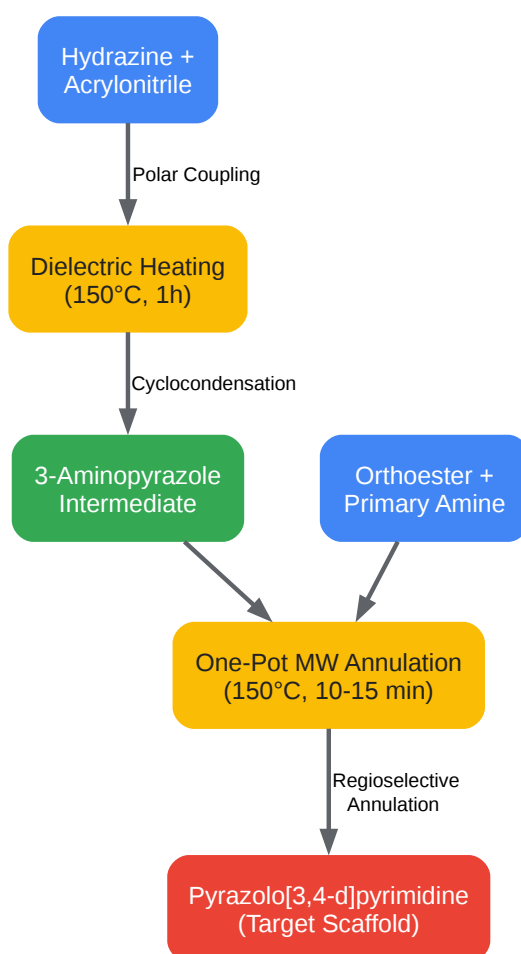 Hydrazine +
Acrylonitrile
Polar Coupling
Dielectric Heating
(150°C, 1h)
Cyclocondensation
3-Aminopyrazole
Intermediate
Orthoester +
Primary Amine
One-Pot MW Annulation
(150°C, 10-15 min)
Regioselective
Annulation
Pyrazolo[3,4-d]pyrimidine
(Target Scaffold)